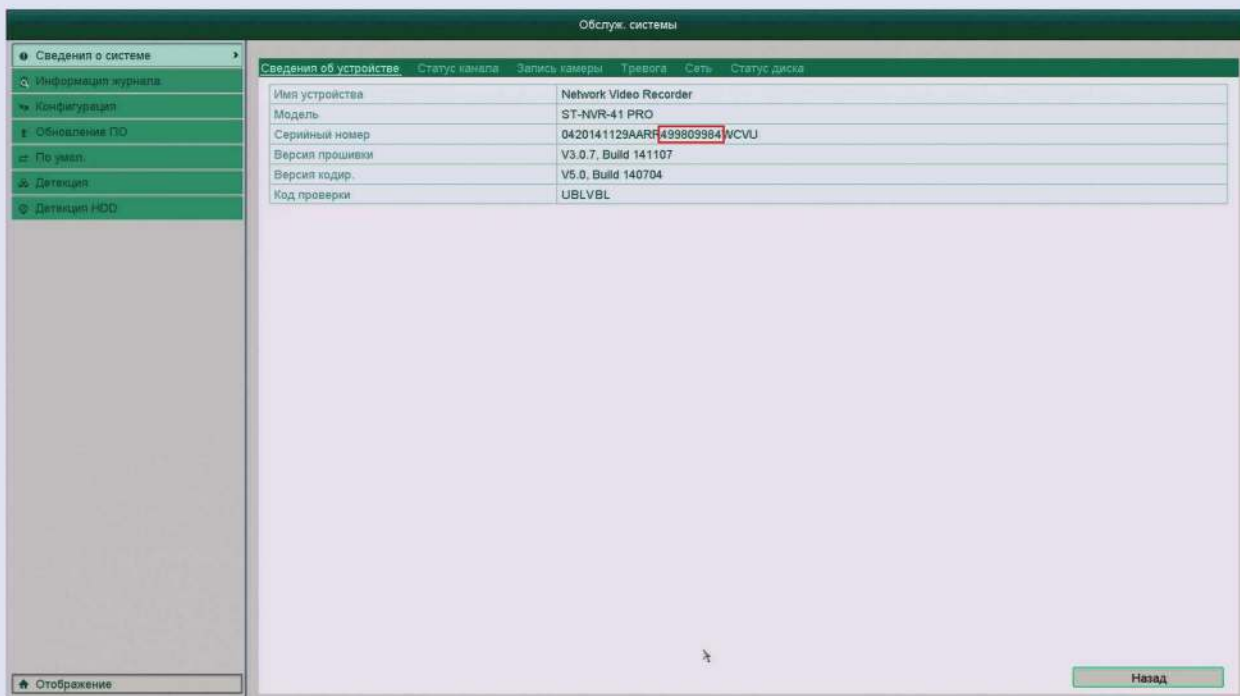 Обслуж. системы
Сведения о системе
Информация журнала
Конфигурация
Обновление ПО
По умол.
Детекция
Детекция HDD
Отображение
Сведения об устройстве Статус канала Запись камеры Тревога Сеть Статус диска
Имя устройства Network Video Recorder
Модель ST-NVR-41 PRO
Серийный номер 0420141129AARR499809984WCVU
Версия прошивки V3.0.7, Build 141107
Версия кодир. V5.0, Build 140704
Код проверки UBLVBL
Назад